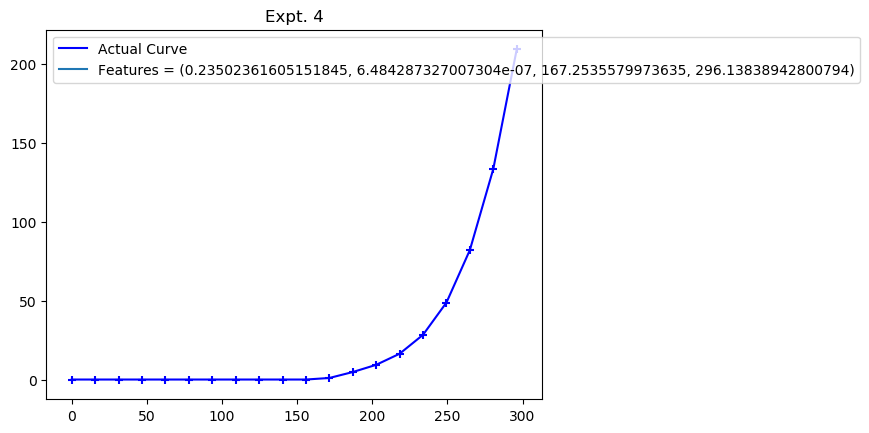 Expt. 4
Actual Curve
Features = (0.23502361605151845, 6.484287327007304e-07, 167.2535579973635, 296.13838942800794)
200
150
100
50
0
0 50 100 150 200 250 300